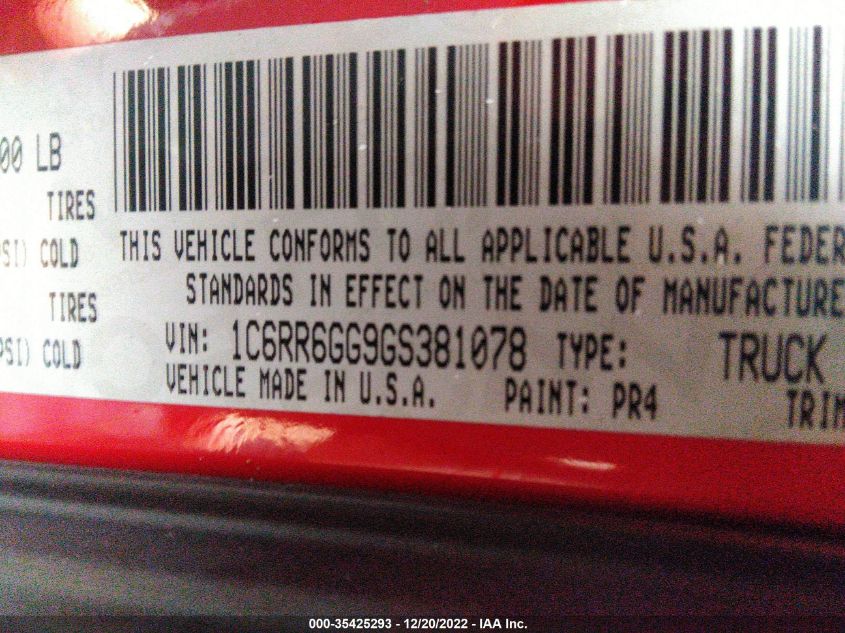 00 LB
TIRES
PSI) COLD
TIRES
PSI) COLD
THIS VEHICLE CONFORMS TO ALL APPLICABLE U.S.A. FEDER
STANDARDS IN EFFECT ON THE DATE OF MANUFACTURE
VIN: 1C6RR6GG9GS381078 TYPE: TRUCK
VEHICLE MADE IN U.S.A. PAINT: PR4 TRIM
000-35425293 - 12/20/2022 - IAA Inc.